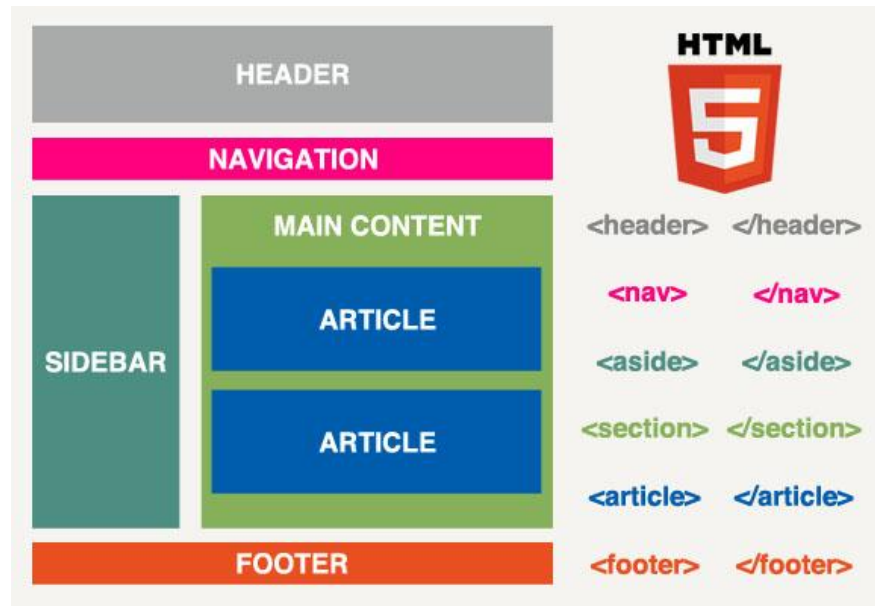 HEADER
NAVIGATION
SIDEBAR
MAIN CONTENT
ARTICLE
ARTICLE
FOOTER
HTML
5
<header> </header>
<nav> </nav>
<aside> </aside>
<section> </section>
<article> </article>
<footer> </footer>